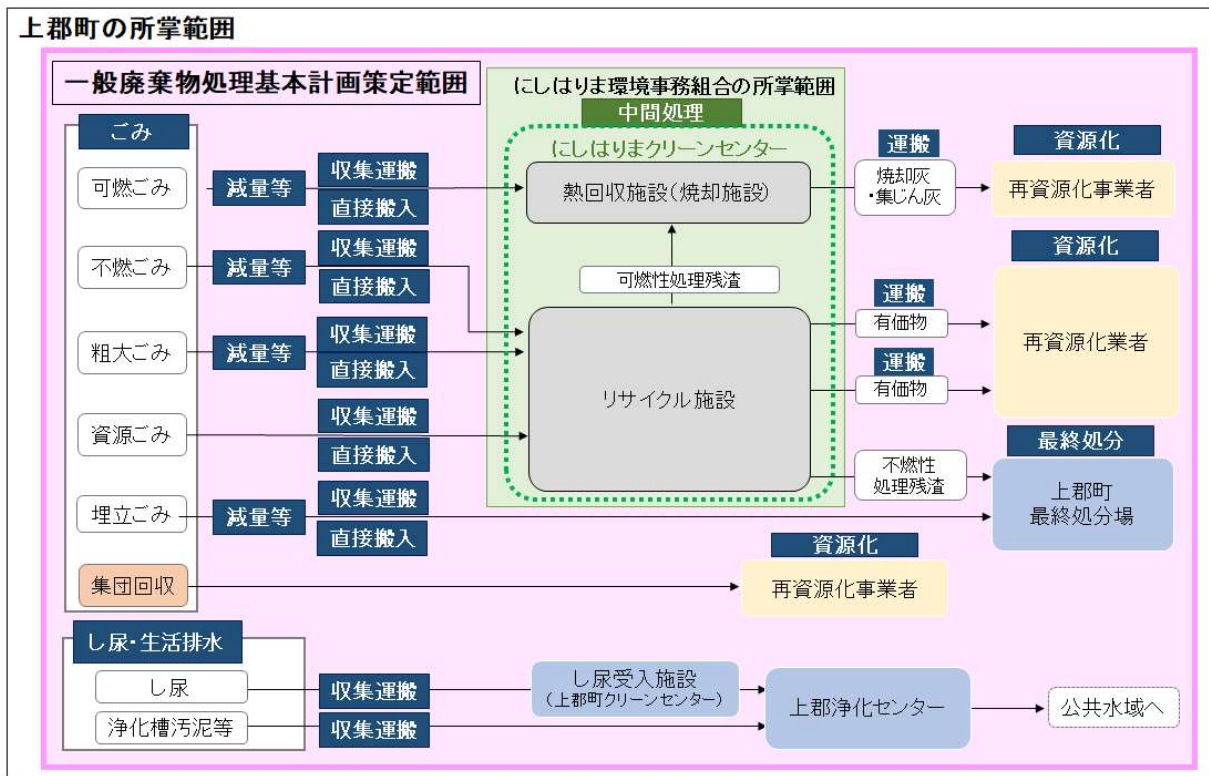 上郡町の所掌範囲
一般廃棄物処理基本計画策定範囲
にしはりま環境事務組合の所掌範囲
中間処理
にしはりまクリーンセンター
ごみ
可燃ごみ
減量等
収集運搬
直接搬入
熱回収施設(焼却施設)
運搬
焼却灰
・集じん灰
資源化
再資源化事業者
不燃ごみ
減量等
収集運搬
直接搬入
可燃性処理残渣
粗大ごみ
減量等
収集運搬
直接搬入
資源ごみ
収集運搬
直接搬入
リサイクル施設
運搬
有価物
運搬
有価物
資源化
再資源化業者
不燃性
処理残渣
最終処分
上郡町
最終処分場
埋立ごみ
減量等
収集運搬
直接搬入
集団回収
資源化
再資源化事業者
し尿・生活排水
し尿
収集運搬
し尿受入施設
(上郡町クリーンセンター)
浄化槽汚泥等
収集運搬
上郡浄化センター
公共水域へ